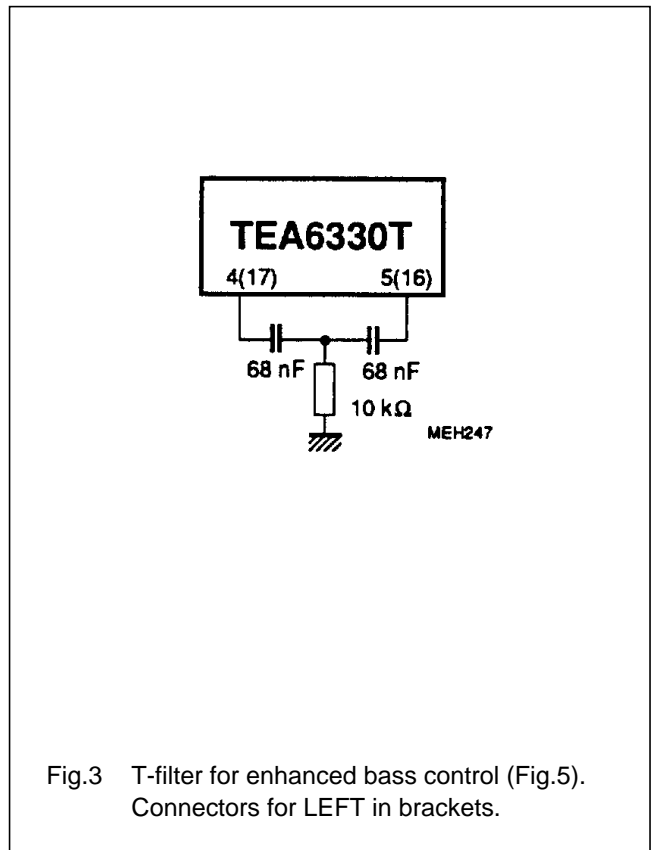 TEA6330T
4(17) 5(16)
68 nF 68 nF
10 kΩ
MEH247
Fig.3 T-filter for enhanced bass control (Fig.5).
Connectors for LEFT in brackets.